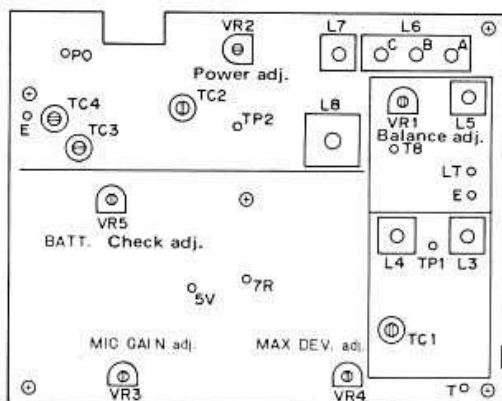 VR2
L7
L6
PO
C
B
A
Power adj.
TC4
TC2
TP2
L8
VR1
L5
Balance adj.
E
TC3
T8
LT
E
VR5
BATT. Check adj.
L4
TP1
L3
5V
7R
TC1
MIC GAIN adj.
MAX DEV. adj.
VR3
VR4
T